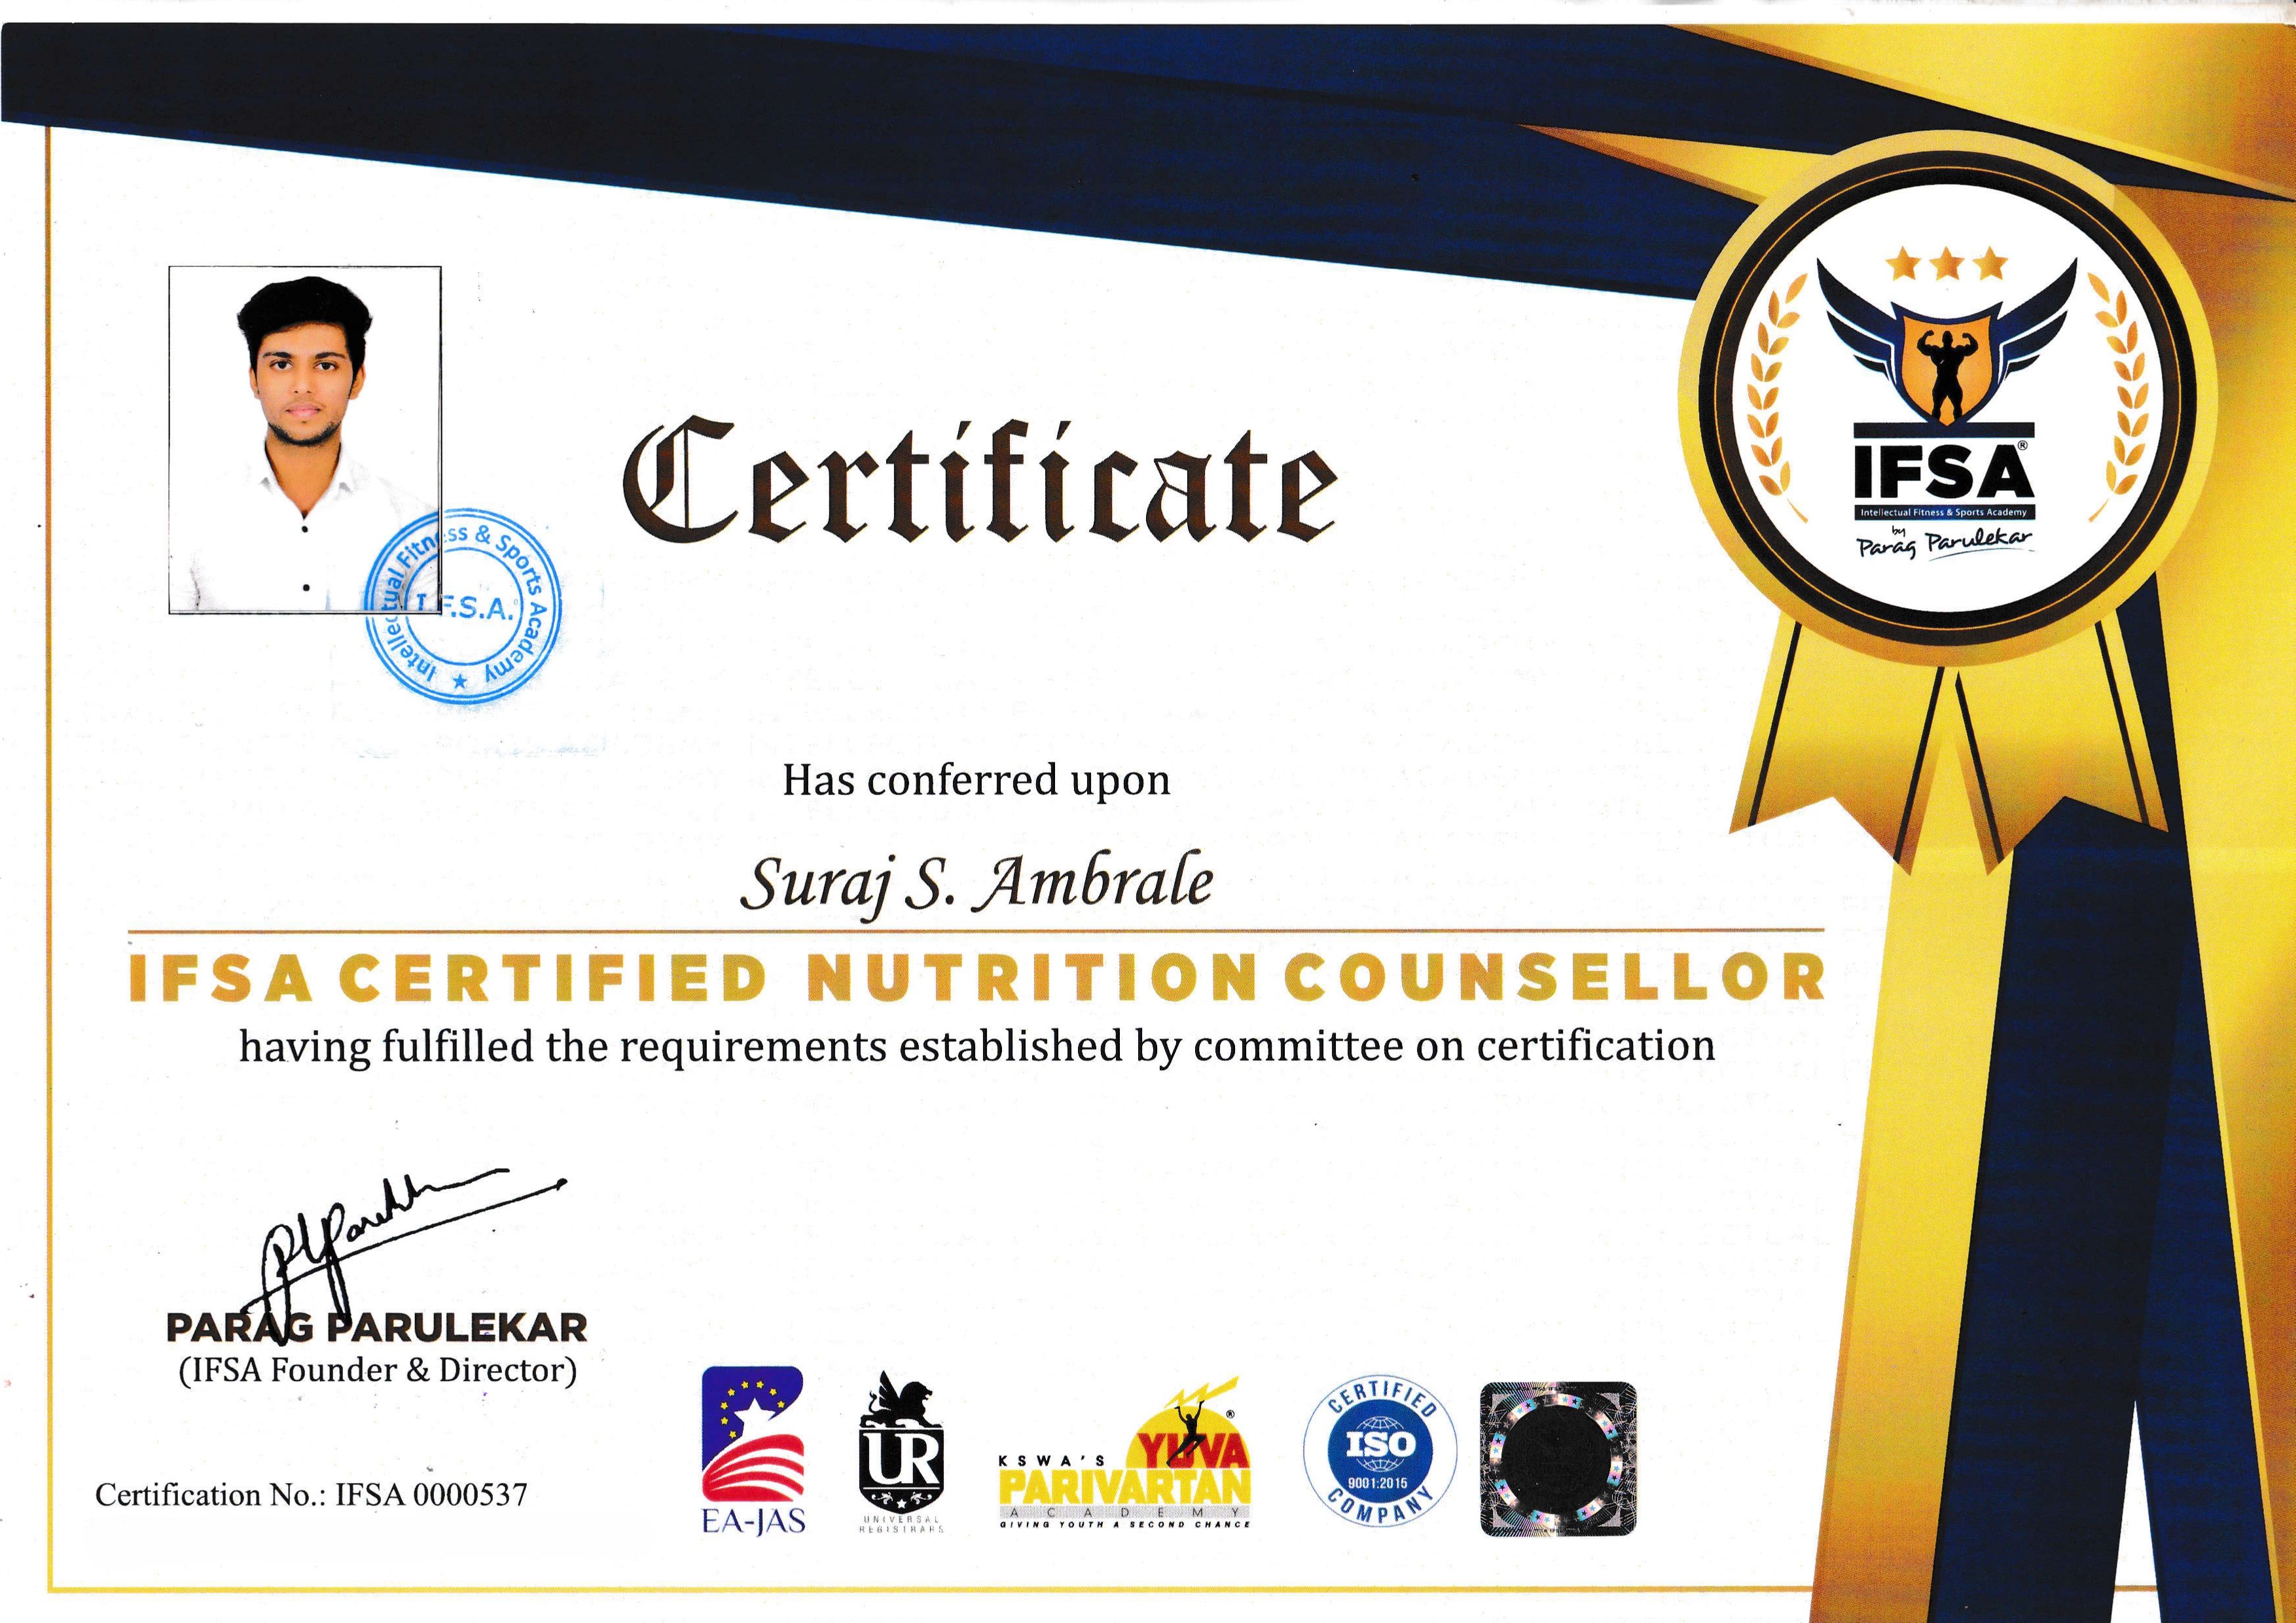 Certificate
IFSA®
Intellectual Fitness & Sports Academy
by
Parag Parulekar
Intellectual Fitness & Sports Academy
I.F.S.A.
Has conferred upon
Suraj S. Ambrale
IFSA CERTIFIED NUTRITION COUNSELLOR
having fulfilled the requirements established by committee on certification
PARAG PARULEKAR
(IFSA Founder & Director)
Certification No.: IFSA 0000537
EA-JAS
UR
UNIVERSAL
REGISTRARS
KSWA'S YUVA®
PARIVARTAN
ACADEMY
GIVING YOUTH A SECOND CHANCE
CERTIFIED
ISO
9001:2015
COMPANY